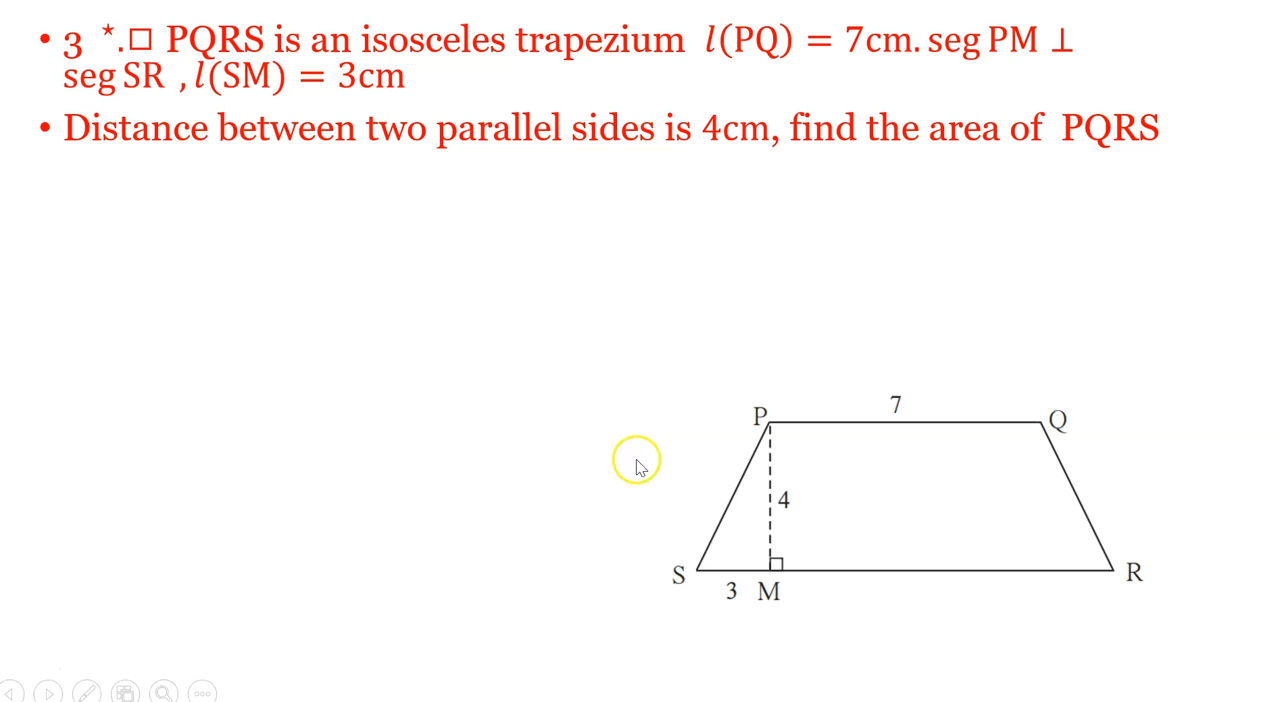 • 3 *.□ PQRS is an isosceles trapezium l(PQ) = 7cm. seg PM ⊥
seg SR , l(SM) = 3cm
• Distance between two parallel sides is 4cm, find the area of PQRS
7
P
Q
4
S
R
3 M